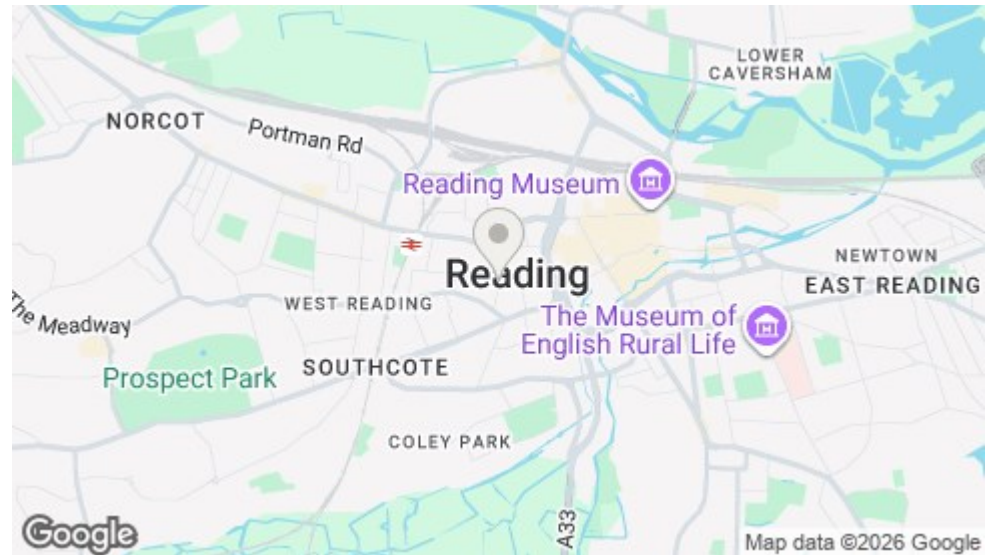 LOWER
CAVERSHAM
NORCOT
Portman Rd
Reading Museum
NEWTOWN
Reading
EAST READING
WEST READING
The Meadway
The Museum of
English Rural Life
SOUTHCOTE
Prospect Park
COLEY PARK
A33
Google
Map data ©2026 Google